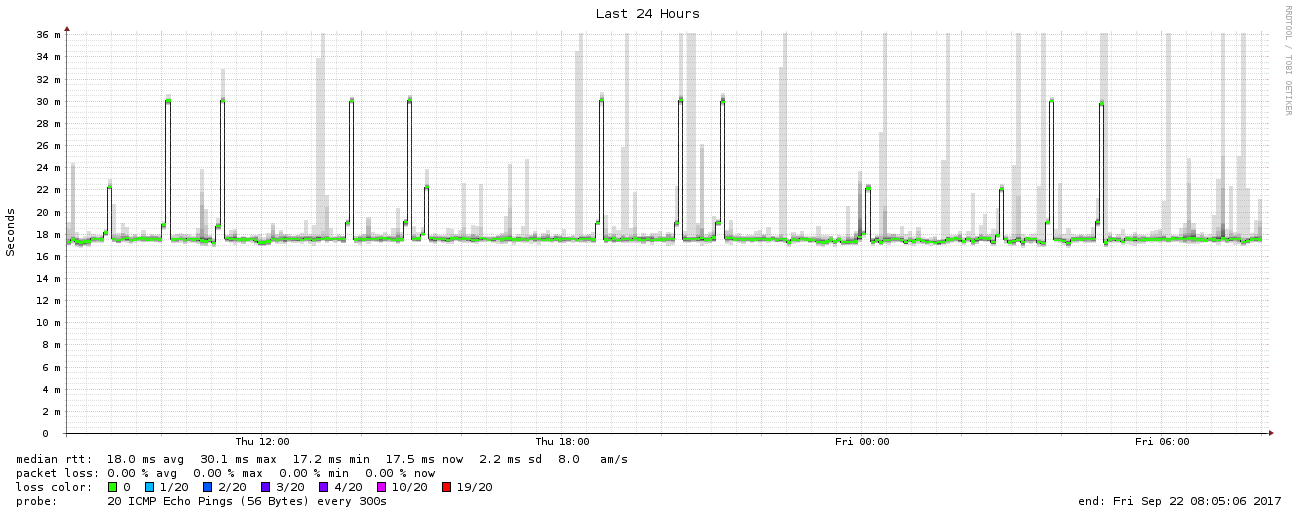 Last 24 Hours
RRDTOOL / TOBI OETIKER
Seconds
36 m
34 m
32 m
30 m
28 m
26 m
24 m
22 m
20 m
18 m
16 m
14 m
12 m
10 m
8 m
6 m
4 m
2 m
0
Thu 12:00 Thu 18:00 Fri 00:00 Fri 06:00
median rtt: 18.0 ms avg 30.1 ms max 17.2 ms min 17.5 ms now 2.2 ms sd 8.0 am/s
packet loss: 0.00 % avg 0.00 % max 0.00 % min 0.00 % now
loss color: 0 1/20 2/20 3/20 4/20 10/20 19/20
probe: 20 ICMP Echo Pings (56 Bytes) every 300s end: Fri Sep 22 08:05:06 2017